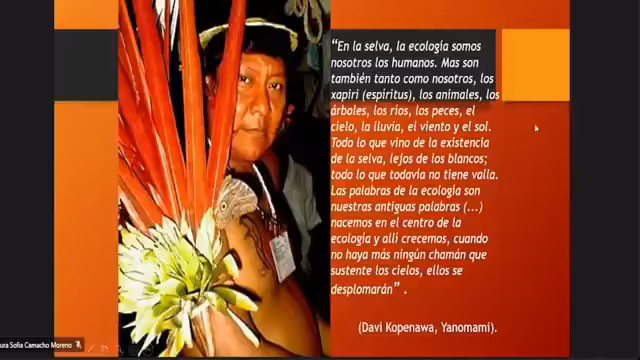 “En la selva, la ecología somos
nosotros los humanos. Mas son
también tanto como nosotros, los
xapiri (espíritus), los animales, los
árboles, los ríos, los peces, el
cielo, la lluvia, el viento y el sol.
Todo lo que vino de la existencia
de la selva, lejos de los blancos;
todo lo que todavía no tiene valla.
Las palabras de la ecología son
nuestras antiguas palabras (...)
nacemos en el centro de la
ecología y allí crecemos, cuando
no haya más ningún chamán que
sustente los cielos, ellos se
desplomarán” .
(Davi Kopenawa, Yanomami).
ura Sofia Camacho Moreno